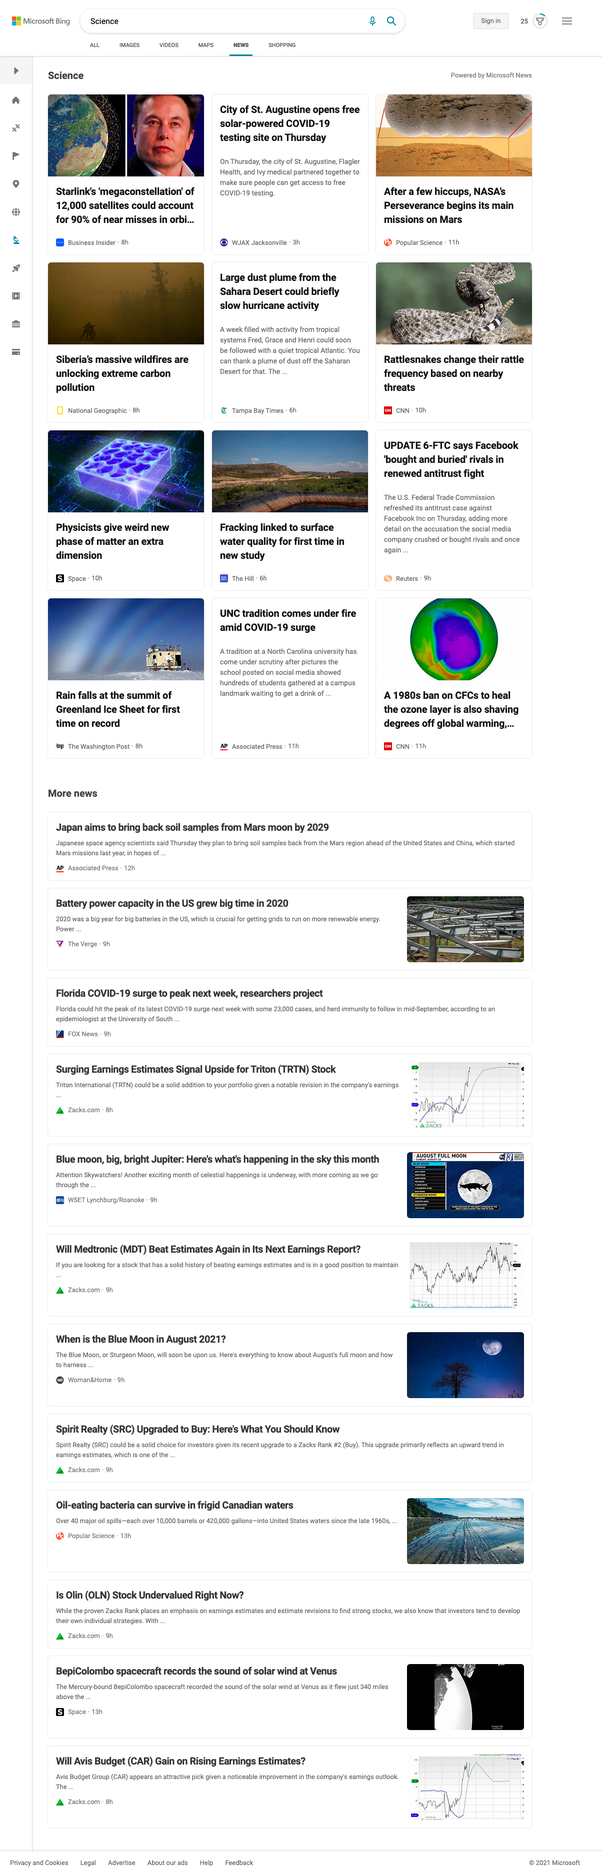 Microsoft Bing
Science
Sign in
25
ALL
IMAGES
VIDEOS
MAPS
NEWS
SHOPPING
Science
Powered by Microsoft News
Starlink's 'megaconstellation' of
12,000 satellites could account
for 90% of near misses in orbi...
Business Insider · 8h
City of St. Augustine opens free
solar-powered COVID-19
testing site on Thursday
On Thursday, the city of St. Augustine, Flagler
Health, and Ivy medical partnered together to
make sure people can get access to free
COVID-19 testing.
WJAX Jacksonville · 3h
After a few hiccups, NASA's
Perseverance begins its main
missions on Mars
Popular Science · 11h
Siberia's massive wildfires are
unlocking extreme carbon
pollution
National Geographic · 8h
Large dust plume from the
Sahara Desert could briefly
slow hurricane activity
A week filled with activity from tropical
systems Fred, Grace and Henri could soon
be followed with a quiet tropical Atlantic. You
can thank a plume of dust off the Saharan
Desert for that. The ...
Tampa Bay Times · 6h
Rattlesnakes change their rattle
frequency based on nearby
threats
CNN · 10h
Physicists give weird new
phase of matter an extra
dimension
Space · 10h
Fracking linked to surface
water quality for first time in
new study
The Hill · 6h
UPDATE 6-FTC says Facebook
'bought and buried' rivals in
renewed antitrust fight
The U.S. Federal Trade Commission
refreshed its antitrust case against
Facebook Inc on Thursday, adding more
detail on the accusation the social media
company crushed or bought rivals and once
again ...
Reuters · 9h
Rain falls at the summit of
Greenland Ice Sheet for first
time on record
The Washington Post · 8h
UNC tradition comes under fire
amid COVID-19 surge
A tradition at a North Carolina university has
come under scrutiny after pictures the
school posted on social media showed
hundreds of students gathered at a campus
landmark waiting to get a drink of ...
Associated Press · 11h
A 1980s ban on CFCs to heal
the ozone layer is also shaving
degrees off global warming,...
CNN · 11h
More news
Japan aims to bring back soil samples from Mars moon by 2029
Japanese space agency scientists said Thursday they plan to bring soil samples back from the Mars region ahead of the United States and China, which started
Mars missions last year, in hopes of ...
Associated Press · 12h
Battery power capacity in the US grew big time in 2020
2020 was a big year for big batteries in the US, which is crucial for getting grids to run on more renewable energy.
Power ...
The Verge · 9h
Florida COVID-19 surge to peak next week, researchers project
Florida could hit the peak of its latest COVID-19 surge next week with some 23,000 cases, and herd immunity to follow in mid-September, according to an
epidemiologist at the University of South ...
FOX News · 9h
Surging Earnings Estimates Signal Upside for Triton (TRTN) Stock
Triton International (TRTN) could be a solid addition to your portfolio given a notable revision in the company's earnings
...
Zacks.com · 8h
ZACKS
Blue moon, big, bright Jupiter: Here's what's happening in the sky this month
Attention Skywatchers! Another exciting month of celestial happenings is underway, with more coming as we go
through the ...
WSET Lynchburg/Roanoke · 9h
AUGUST FULL MOON
Will Medtronic (MDT) Beat Estimates Again in Its Next Earnings Report?
If you are looking for a stock that has a solid history of beating earnings estimates and is in a good position to maintain
...
Zacks.com · 9h
ZACKS
When is the Blue Moon in August 2021?
The Blue Moon, or Sturgeon Moon, will soon be upon us. Here's everything to know about August's full moon and how
to harness ...
Woman&Home · 9h
Spirit Realty (SRC) Upgraded to Buy: Here's What You Should Know
Spirit Realty (SRC) could be a solid choice for investors given its recent upgrade to a Zacks Rank #2 (Buy). This upgrade primarily reflects an upward trend in
earnings estimates, which is one of the ...
Zacks.com · 9h
Oil-eating bacteria can survive in frigid Canadian waters
Over 40 major oil spills—each over 10,000 barrels or 420,000 gallons—into United States waters since the late 1960s, ...
Popular Science · 13h
Is Olin (OLN) Stock Undervalued Right Now?
While the proven Zacks Rank places an emphasis on earnings estimates and estimate revisions to find strong stocks, we also know that investors tend to develop
their own individual strategies. With ...
Zacks.com · 9h
BepiColombo spacecraft records the sound of solar wind at Venus
The Mercury-bound BepiColombo spacecraft recorded the sound of the solar wind at Venus as it flew just 340 miles
above the ...
Space · 13h
Will Avis Budget (CAR) Gain on Rising Earnings Estimates?
Avis Budget Group (CAR) appears an attractive pick given a noticeable improvement in the company's earnings outlook.
The ...
Zacks.com · 8h
ZACKS
Privacy and Cookies
Legal
Advertise
About our ads
Help
Feedback
© 2021 Microsoft